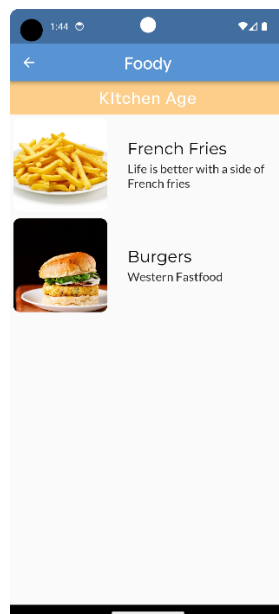 1:44
Foody
KItchen Age
French Fries
Life is better with a side of
French fries
Burgers
Western Fastfood